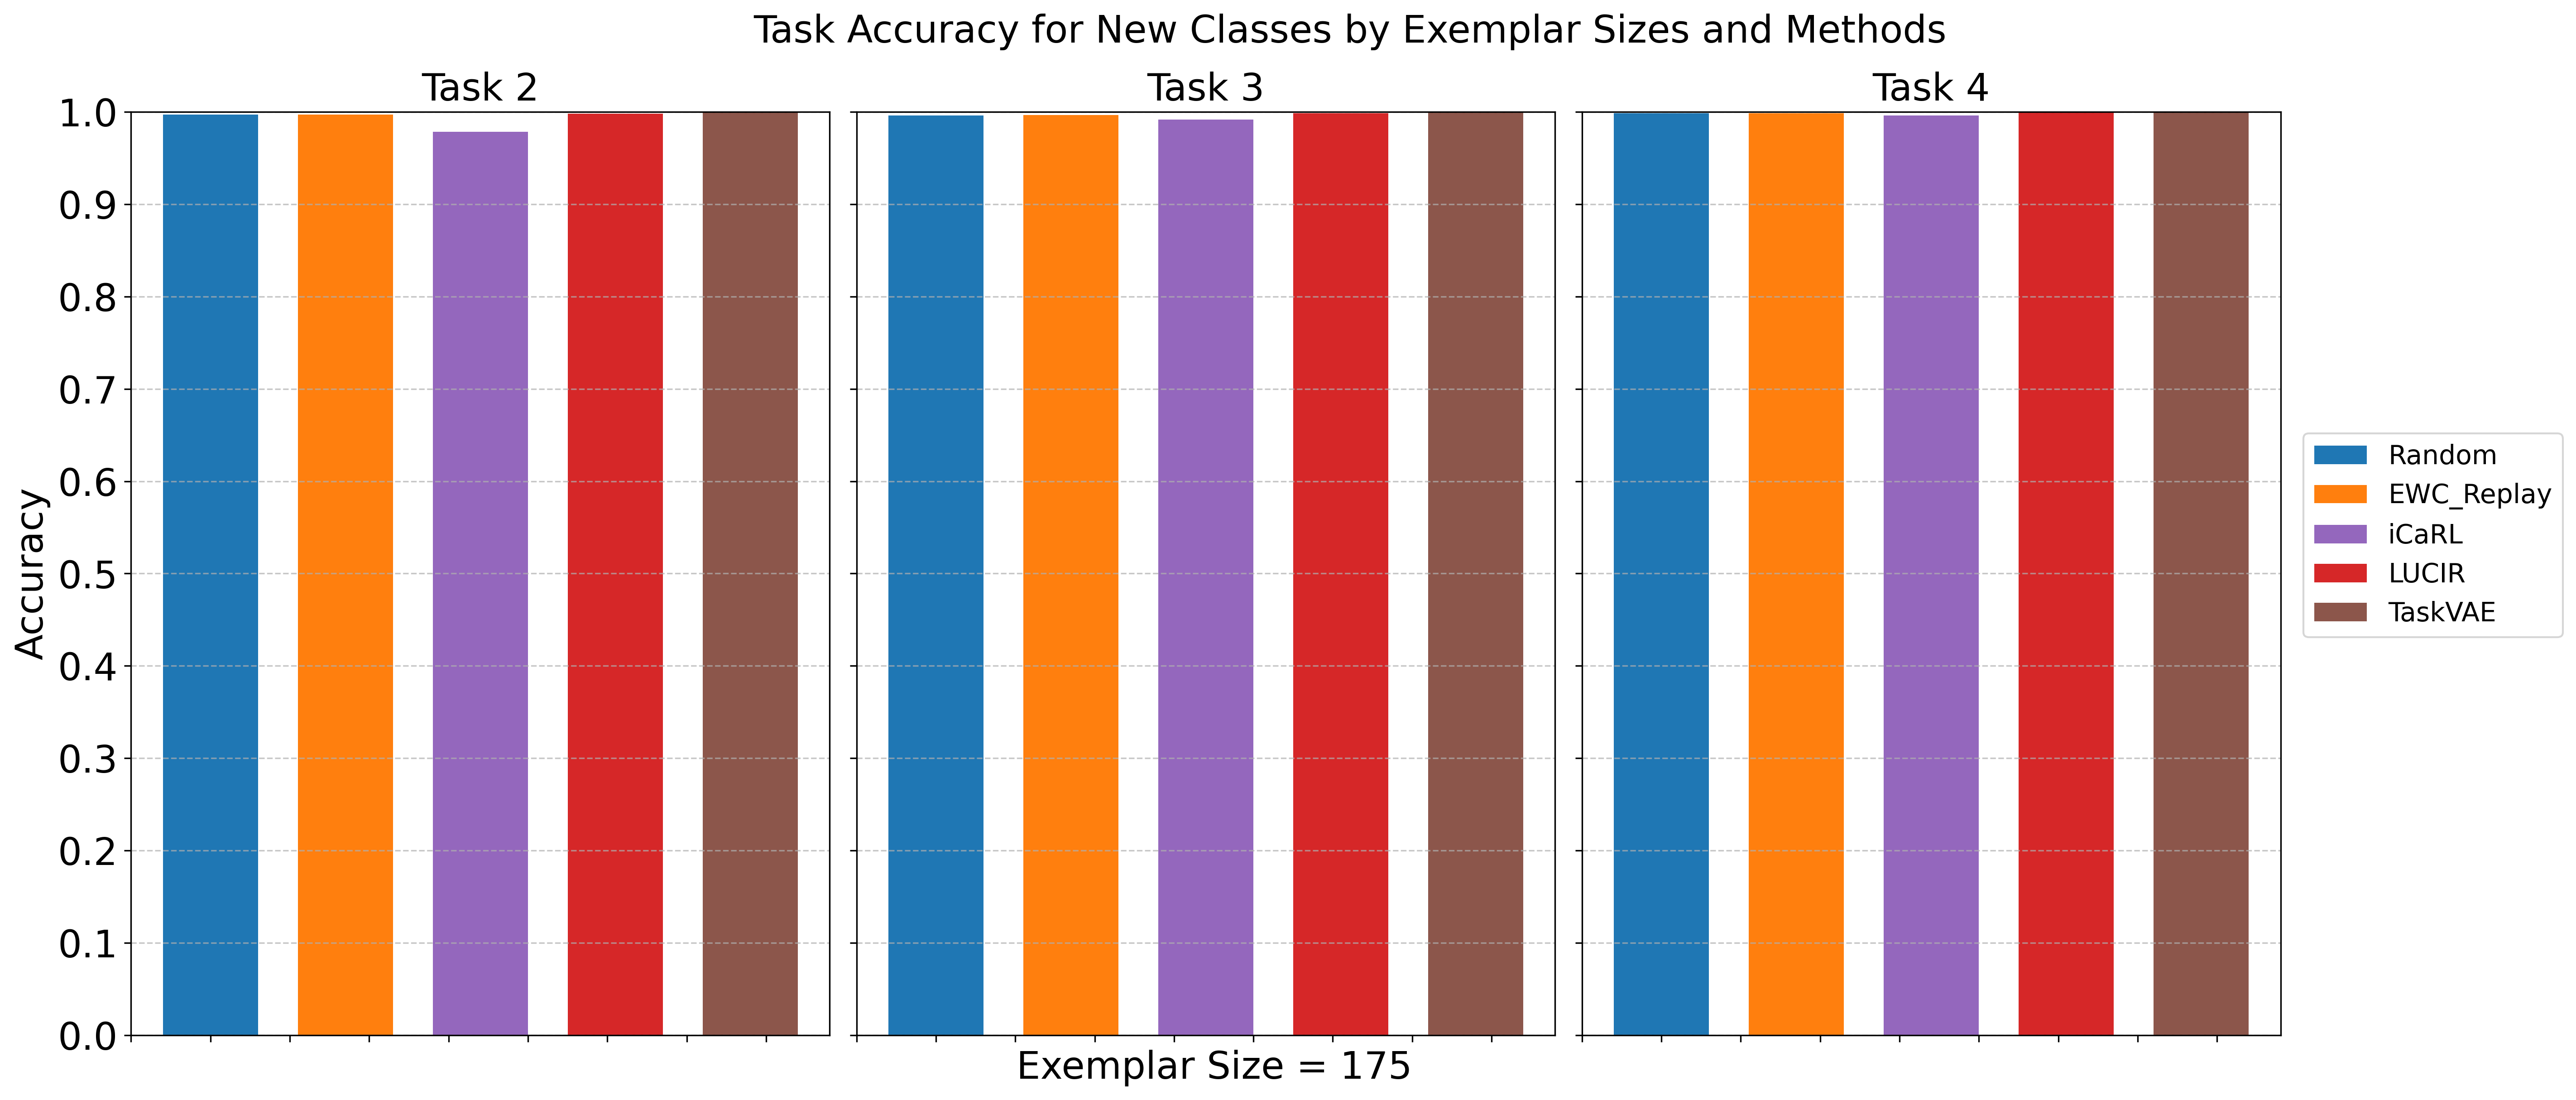 Task Accuracy for New Classes by Exemplar Sizes and Methods
Task 2
Task 3
Task 4
1.0
0.9
0.8
0.7
0.6
0.5
0.4
0.3
0.2
0.1
0.0
Accuracy
Exemplar Size = 175
Random
EWC_Replay
iCaRL
LUCIR
TaskVAE